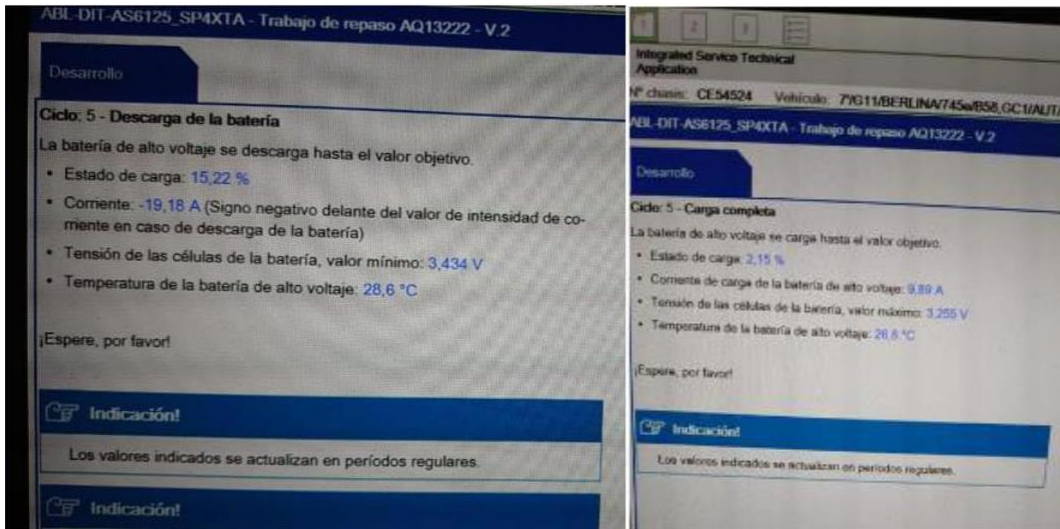 ABL-DIT-AS6125_SP4XTA - Trabajo de repaso AQ13222 - V.2
Desarrollo
Ciclo: 5 - Descarga de la batería
La batería de alto voltaje se descarga hasta el valor objetivo.
• Estado de carga: 15,22 %
• Corriente: -19,18 A (Signo negativo delante del valor de intensidad de co-
rriente en caso de descarga de la batería)
• Tensión de las células de la batería, valor mínimo: 3,434 V
• Temperatura de la batería de alto voltaje: 28,6 °C
¡Espere, por favor!
Indicación!
Los valores indicados se actualizan en períodos regulares.
Indicación!
1 2 3
Integrated Service Technical
Application
Nº chasis: CE54524 Vehículo: 7'/G11/BERLINA/745e/B58,GC1/AUT/
ABL-DIT-AS6125_SP4XTA - Trabajo de repaso AQ13222 - V.2
Desarrollo
Ciclo: 5 - Carga completa
La batería de alto voltaje se carga hasta el valor objetivo.
• Estado de carga: 2,15 %
• Corriente de carga de la batería de alto voltaje: 9,89 A
• Tensión de las células de la batería, valor máximo: 3,255 V
• Temperatura de la batería de alto voltaje: 28,6 °C
¡Espere, por favor!
Indicación!
Los valores indicados se actualizan en períodos regulares.